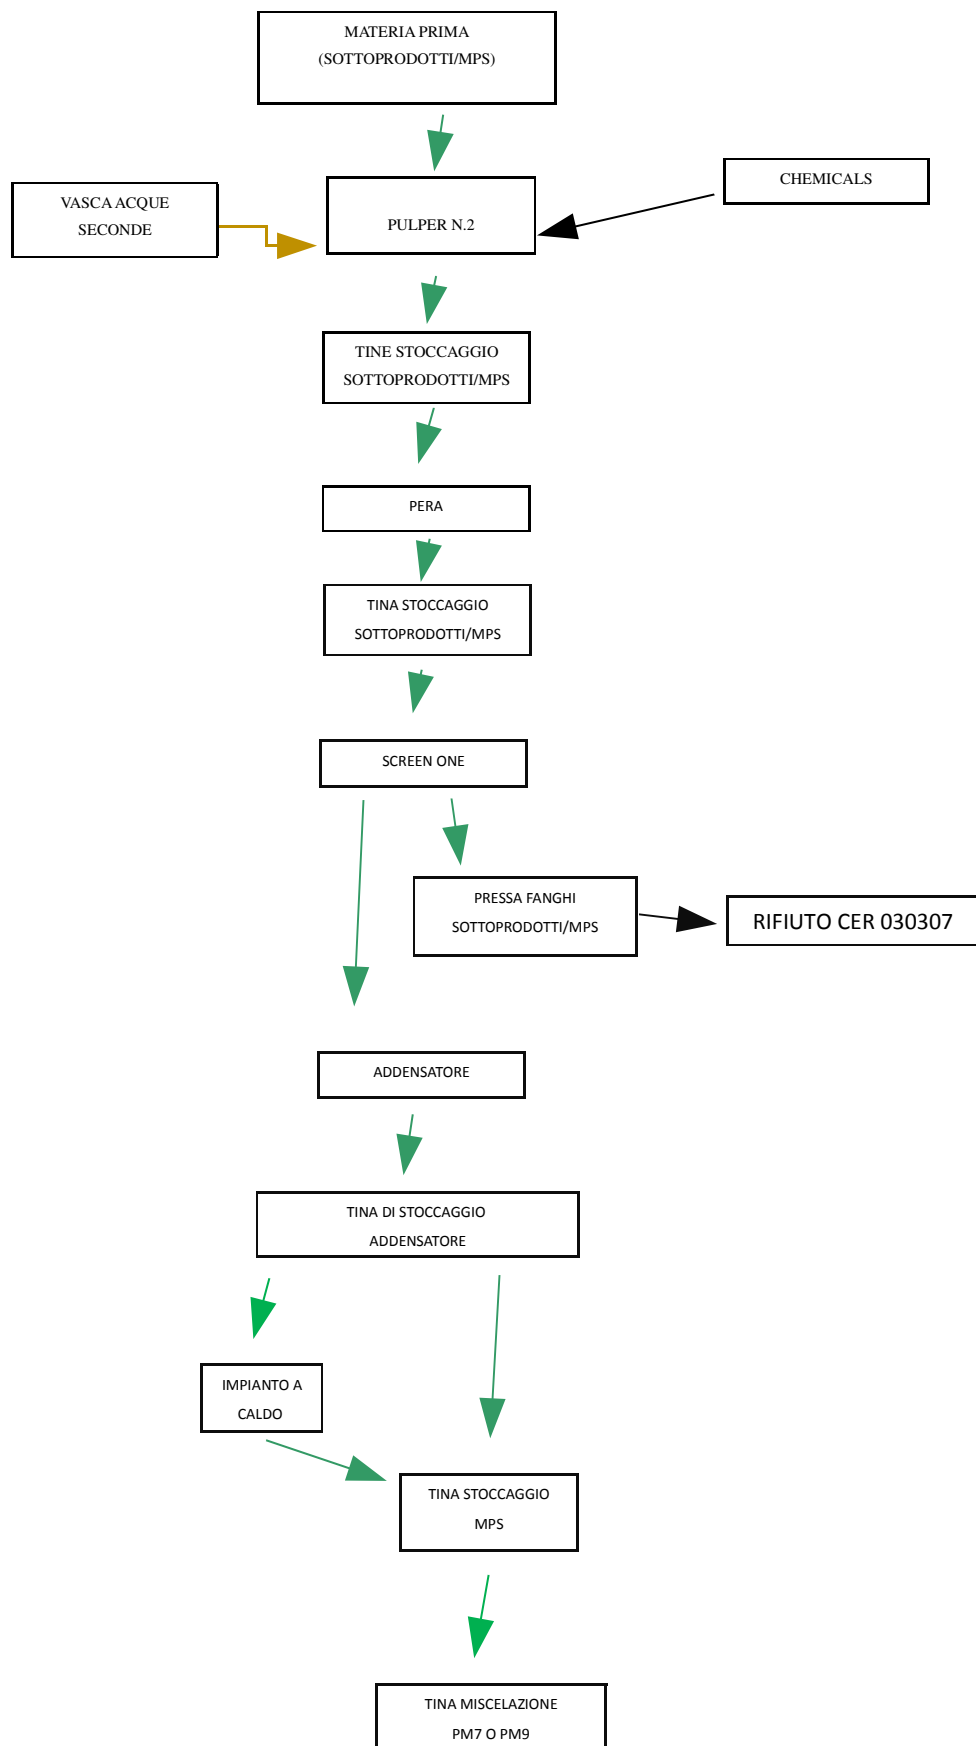 MATERIA PRIMA
(SOTTOPRODOTTI/MPS)
CHEMICALS
VASCA ACQUE
SECONDE
PULPER N.2
TINE STOCCAGGIO
SOTTOPRODOTTI/MPS
PERA
TINA STOCCAGGIO
SOTTOPRODOTTI/MPS
SCREEN ONE
PRESSA FANGHI
SOTTOPRODOTTI/MPS
RIFIUTO CER 030307
ADDENSATORE
TINA DI STOCCAGGIO
ADDENSATORE
IMPIANTO A
CALDO
TINA STOCCAGGIO
MPS
TINA MISCELAZIONE
PM7 O PM9